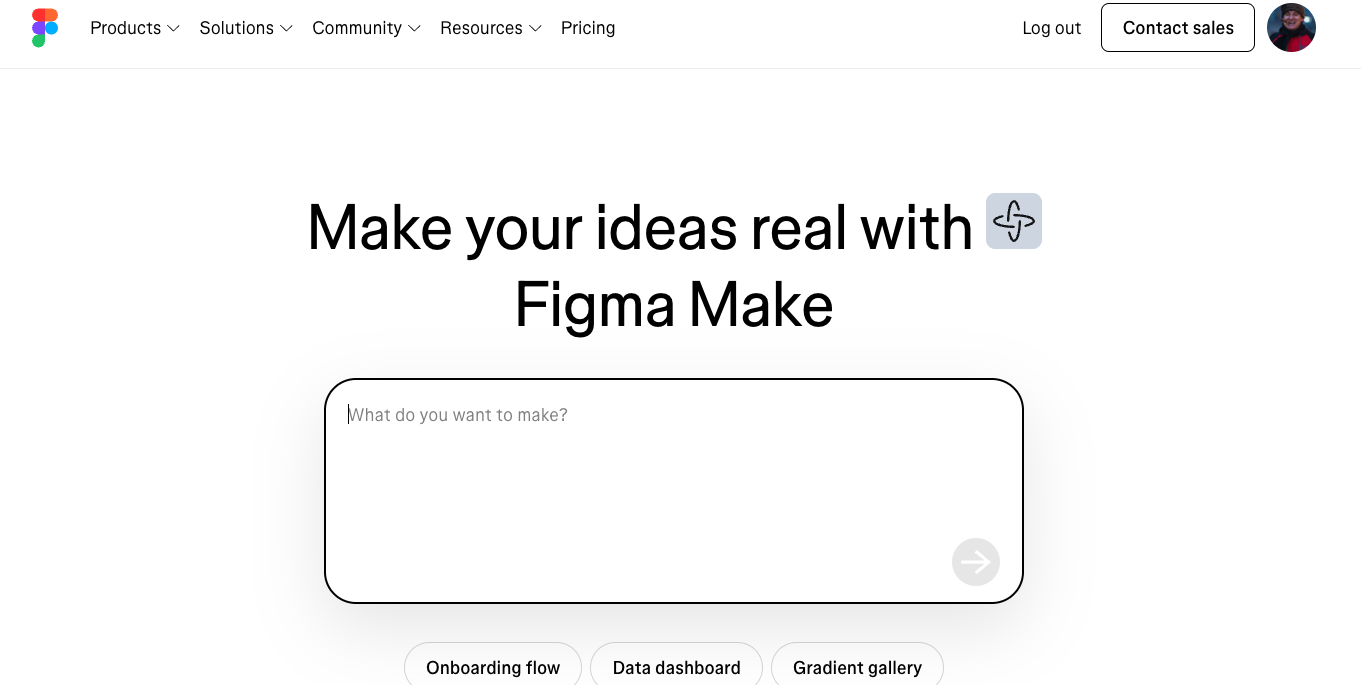 Products Solutions Community Resources Pricing Log out Contact sales
Make your ideas real with
Figma Make
What do you want to make?
Onboarding flow Data dashboard Gradient gallery